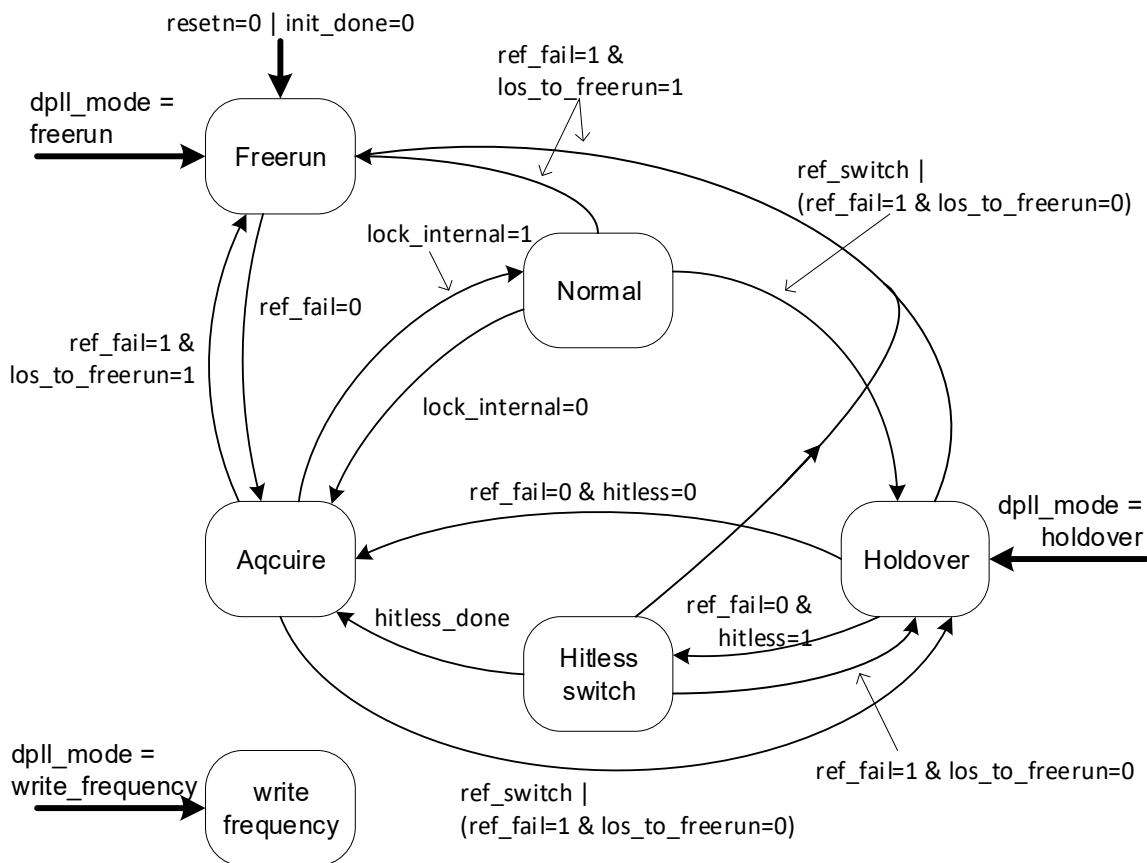 resetn=0 | init_done=0
ref_fail=1 &
los_to_freerun=1
dpll_mode =
freerun
Freerun
ref_switch |
(ref_fail=1 & los_to_freerun=0)
lock_internal=1
Normal
ref_fail=0
ref_fail=1 &
los_to_freerun=1
lock_internal=0
ref_fail=0 & hitless=0
dpll_mode =
holdover
Aqcuire
Holdover
hitless_done
ref_fail=0 &
hitless=1
Hitless
switch
dpll_mode =
write_frequency
write
frequency
ref_fail=1 & los_to_freerun=0
ref_switch |
(ref_fail=1 & los_to_freerun=0)